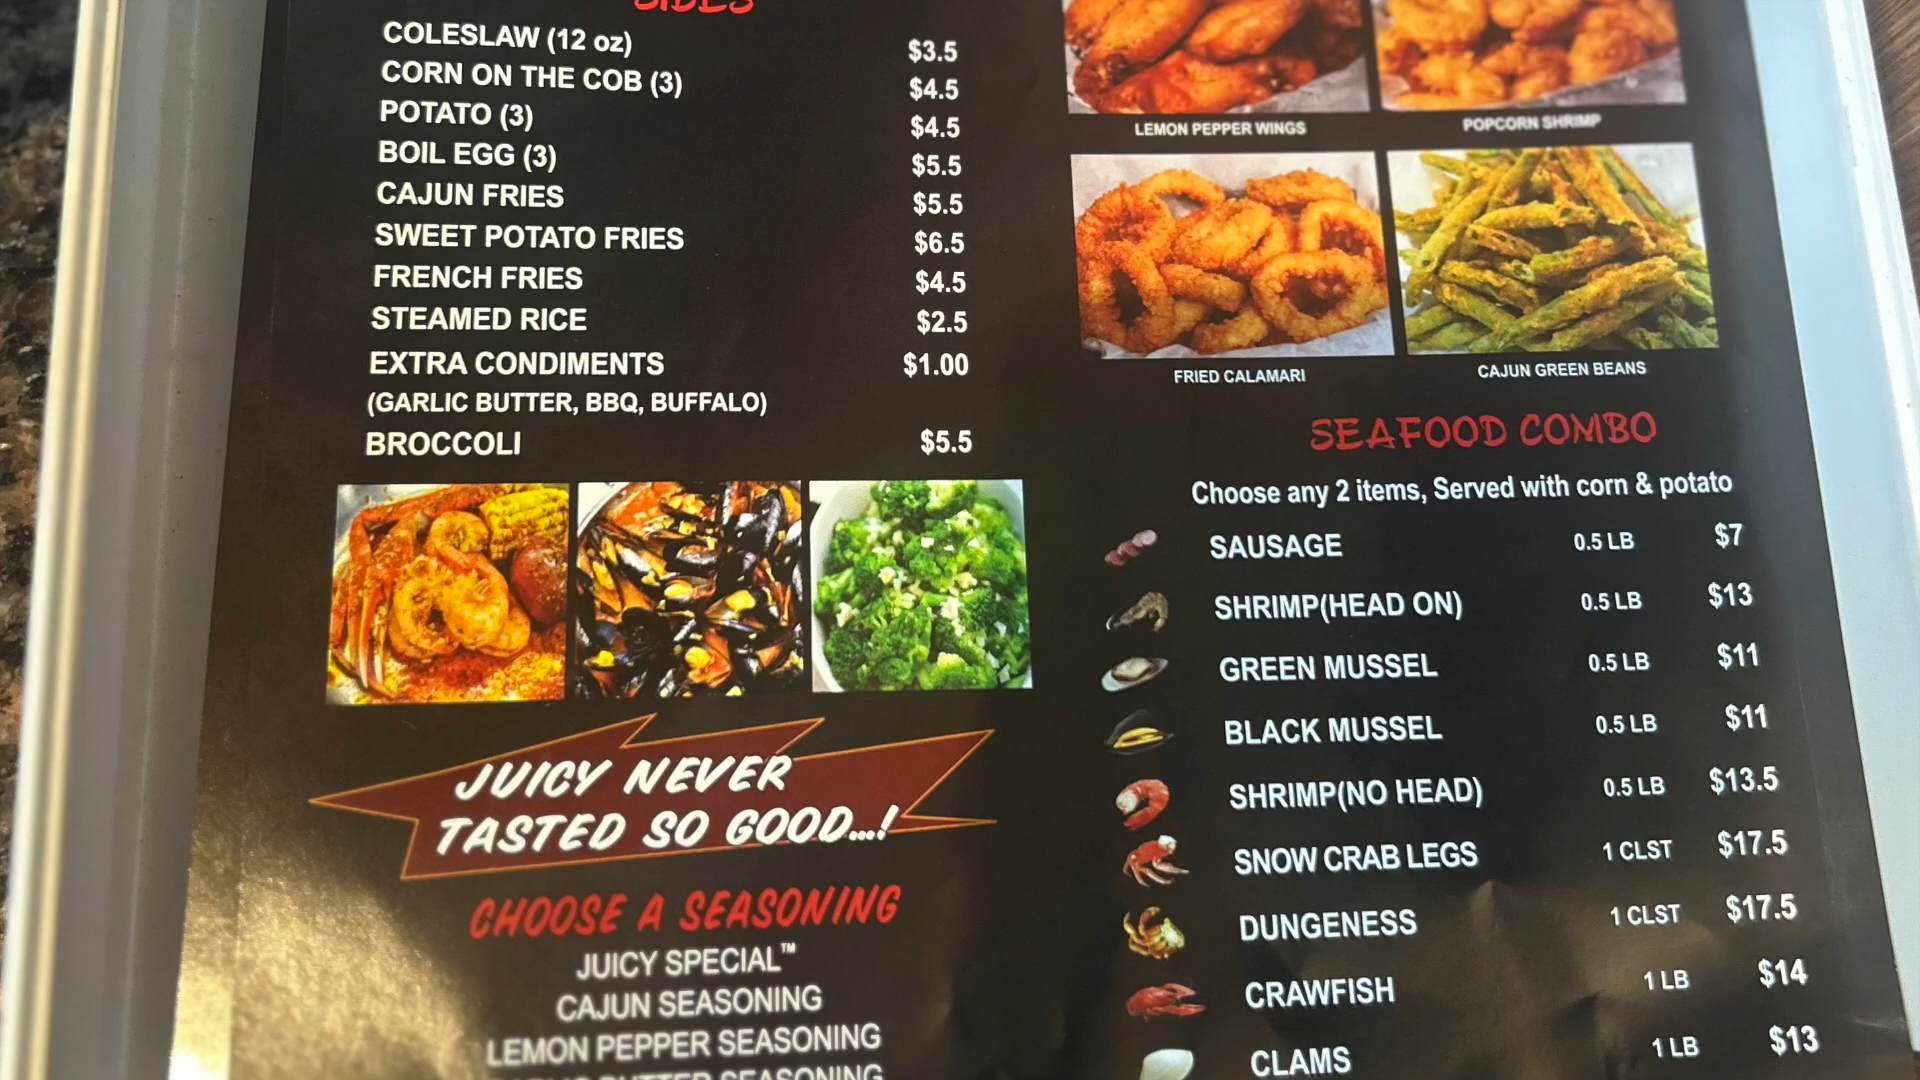 SIDES
COLESLAW (12 oz) $3.5
CORN ON THE COB (3) $4.5
POTATO (3) $4.5
BOIL EGG (3) $5.5
CAJUN FRIES $5.5
SWEET POTATO FRIES $6.5
FRENCH FRIES $4.5
STEAMED RICE $2.5
EXTRA CONDIMENTS $1.00
(GARLIC BUTTER, BBQ, BUFFALO)
BROCCOLI $5.5
JUICY NEVER
TASTED SO GOOD...!
CHOOSE A SEASONING
JUICY SPECIAL™
CAJUN SEASONING
LEMON PEPPER SEASONING
GARLIC BUTTER SEASONING
LEMON PEPPER WINGS
POPCORN SHRIMP
FRIED CALAMARI
CAJUN GREEN BEANS
SEAFOOD COMBO
Choose any 2 items, Served with corn & potato
SAUSAGE 0.5 LB $7
SHRIMP(HEAD ON) 0.5 LB $13
GREEN MUSSEL 0.5 LB $11
BLACK MUSSEL 0.5 LB $11
SHRIMP(NO HEAD) 0.5 LB $13.5
SNOW CRAB LEGS 1 CLST $17.5
DUNGENESS 1 CLST $17.5
CRAWFISH 1 LB $14
CLAMS 1 LB $13